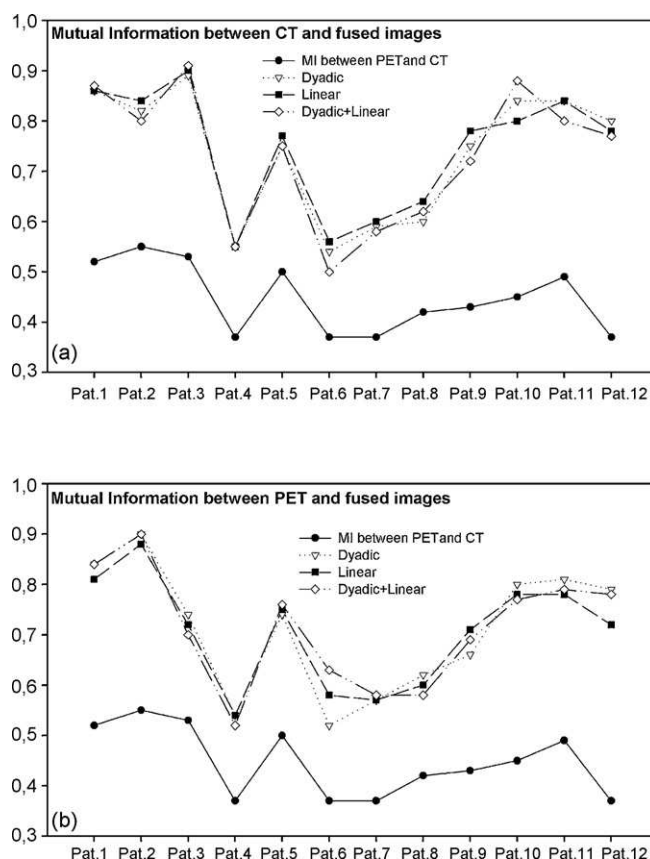 1,0
Mutual Information between CT and fused images
MI between PETand CT
0,9
Dyadic
Linear
0,8
Dyadic+Linear
0,7
0,6
0,5
0,4
(a)
0,3
Pat.1 Pat.2 Pat.3 Pat.4 Pat.5 Pat.6 Pat.7 Pat.8 Pat.9 Pat.10 Pat.11 Pat.12
1,0
Mutual Information between PET and fused images
0,9
MI between PETand CT
Dyadic
0,8
Linear
Dyadic+Linear
0,7
0,6
0,5
0,4
(b)
0,3
Pat.1 Pat.2 Pat.3 Pat.4 Pat.5 Pat.6 Pat.7 Pat.8 Pat.9 Pat.10 Pat.11 Pat.12